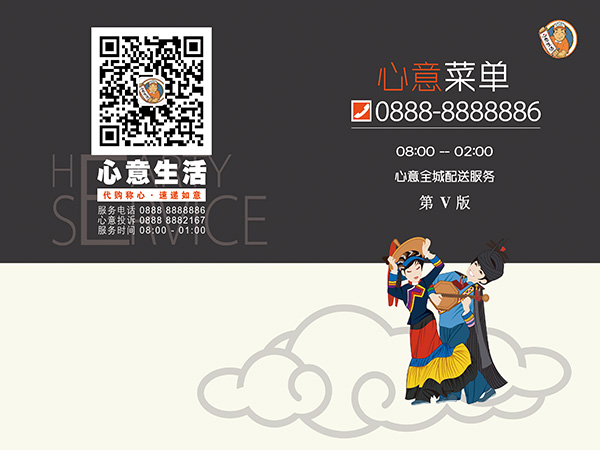 HEARTY
SERVICE
心意生活
代购称心·速递如意
服务电话 0888 8888886
心意投诉 0888 8882167
服务时间 08:00 - 01:00
心意菜单
0888-8888886
08:00 -- 02:00
心意全城配送服务
第 V 版